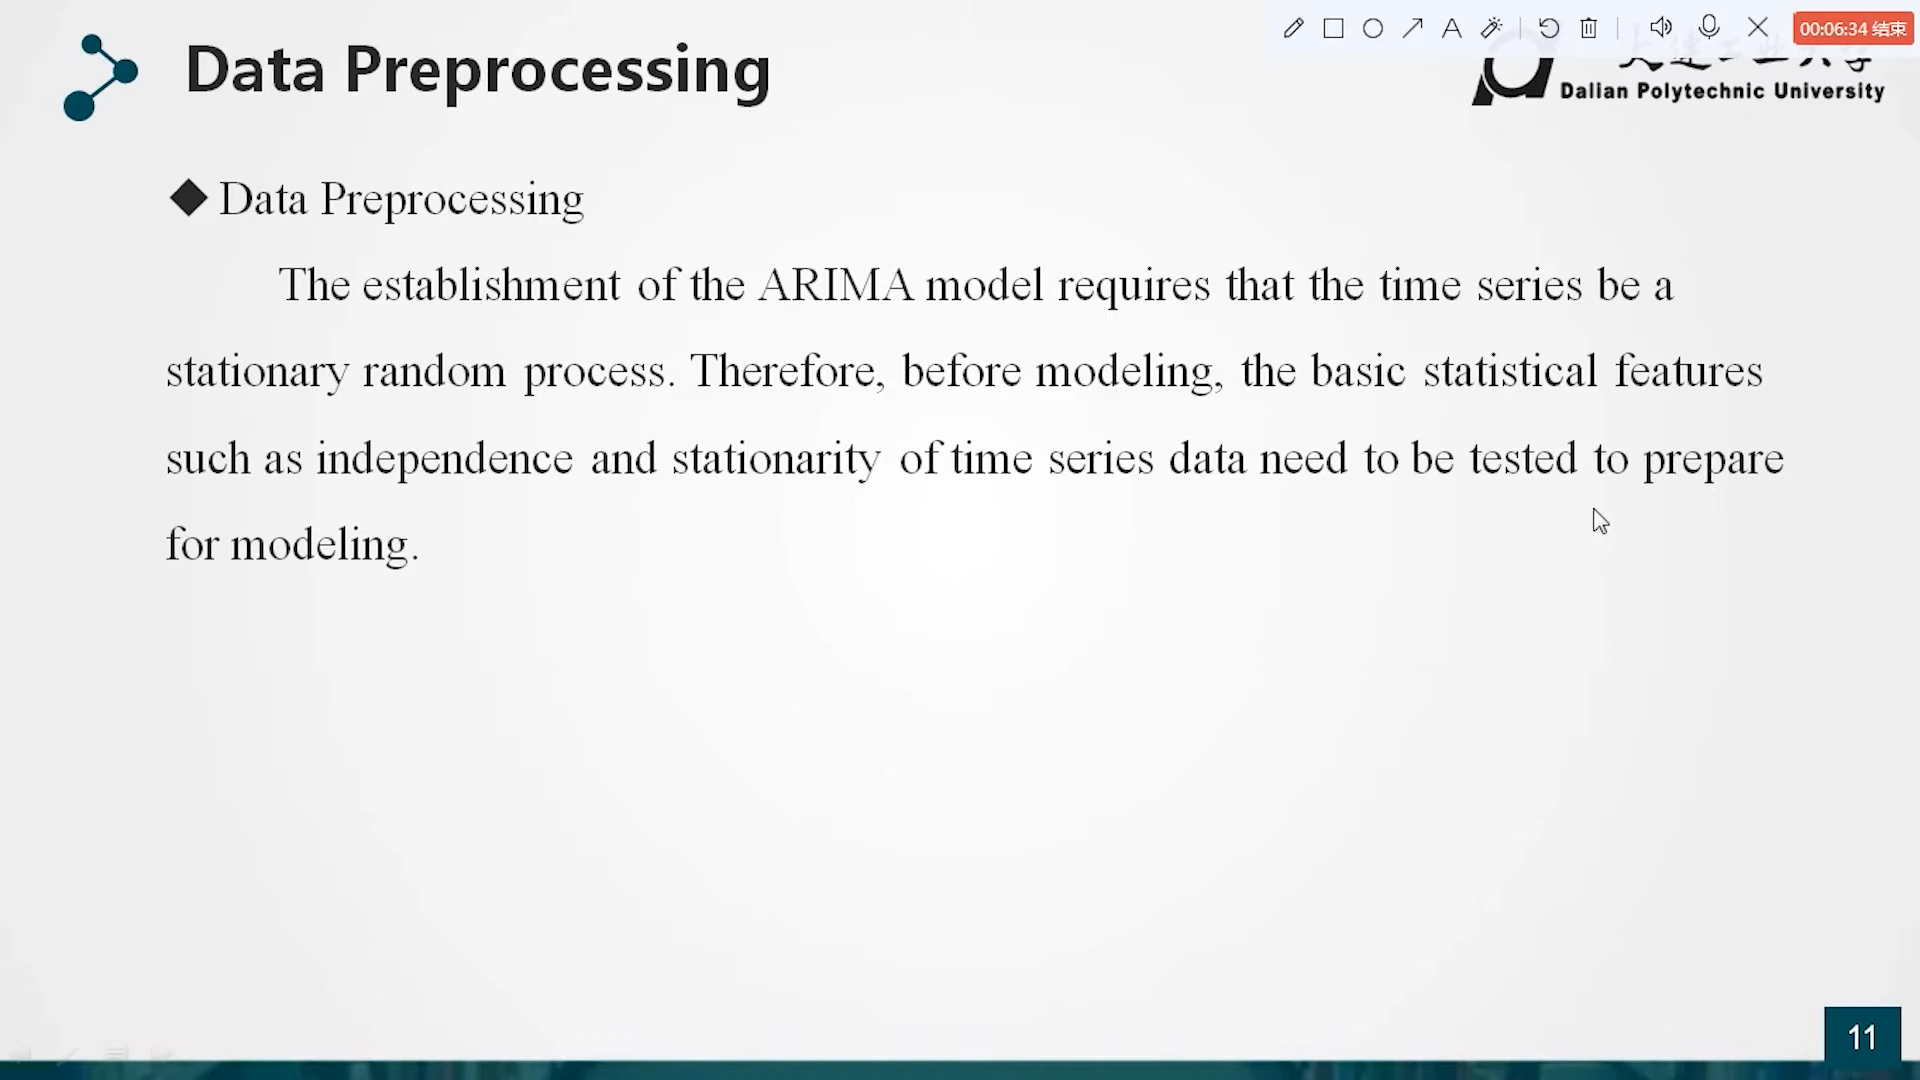 00:06:34 结束
Data Preprocessing
Dalian Polytechnic University
◆ Data Preprocessing
The establishment of the ARIMA model requires that the time series be a
stationary random process. Therefore, before modeling, the basic statistical features
such as independence and stationarity of time series data need to be tested to prepare
for modeling.
11